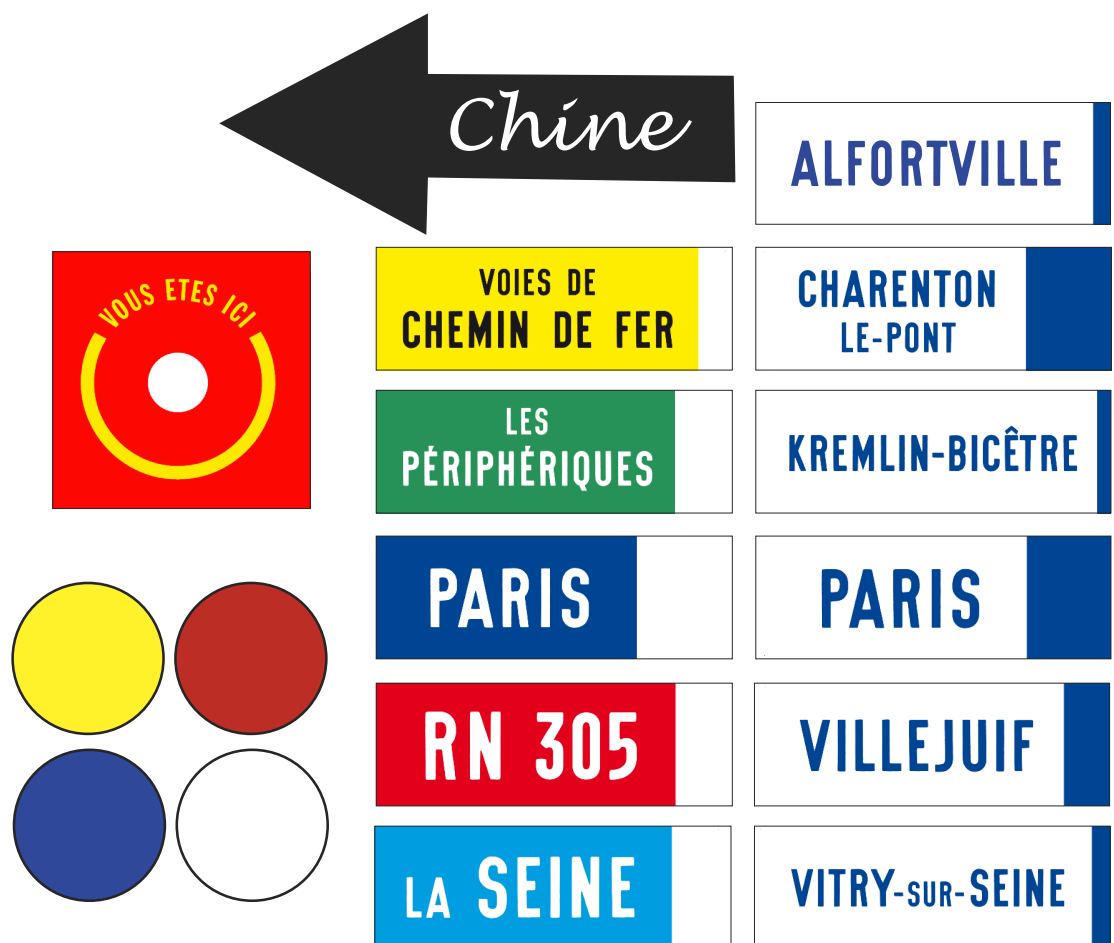 Chine
ALFORTVILLE
VOUS ETES ICI
VOIES DE
CHEMIN DE FER
CHARENTON
LE-PONT
LES
PÉRIPHÉRIQUES
KREMLIN-BICÊTRE
PARIS
PARIS
RN 305
VILLEJUIF
LA SEINE
VITRY-SUR-SEINE